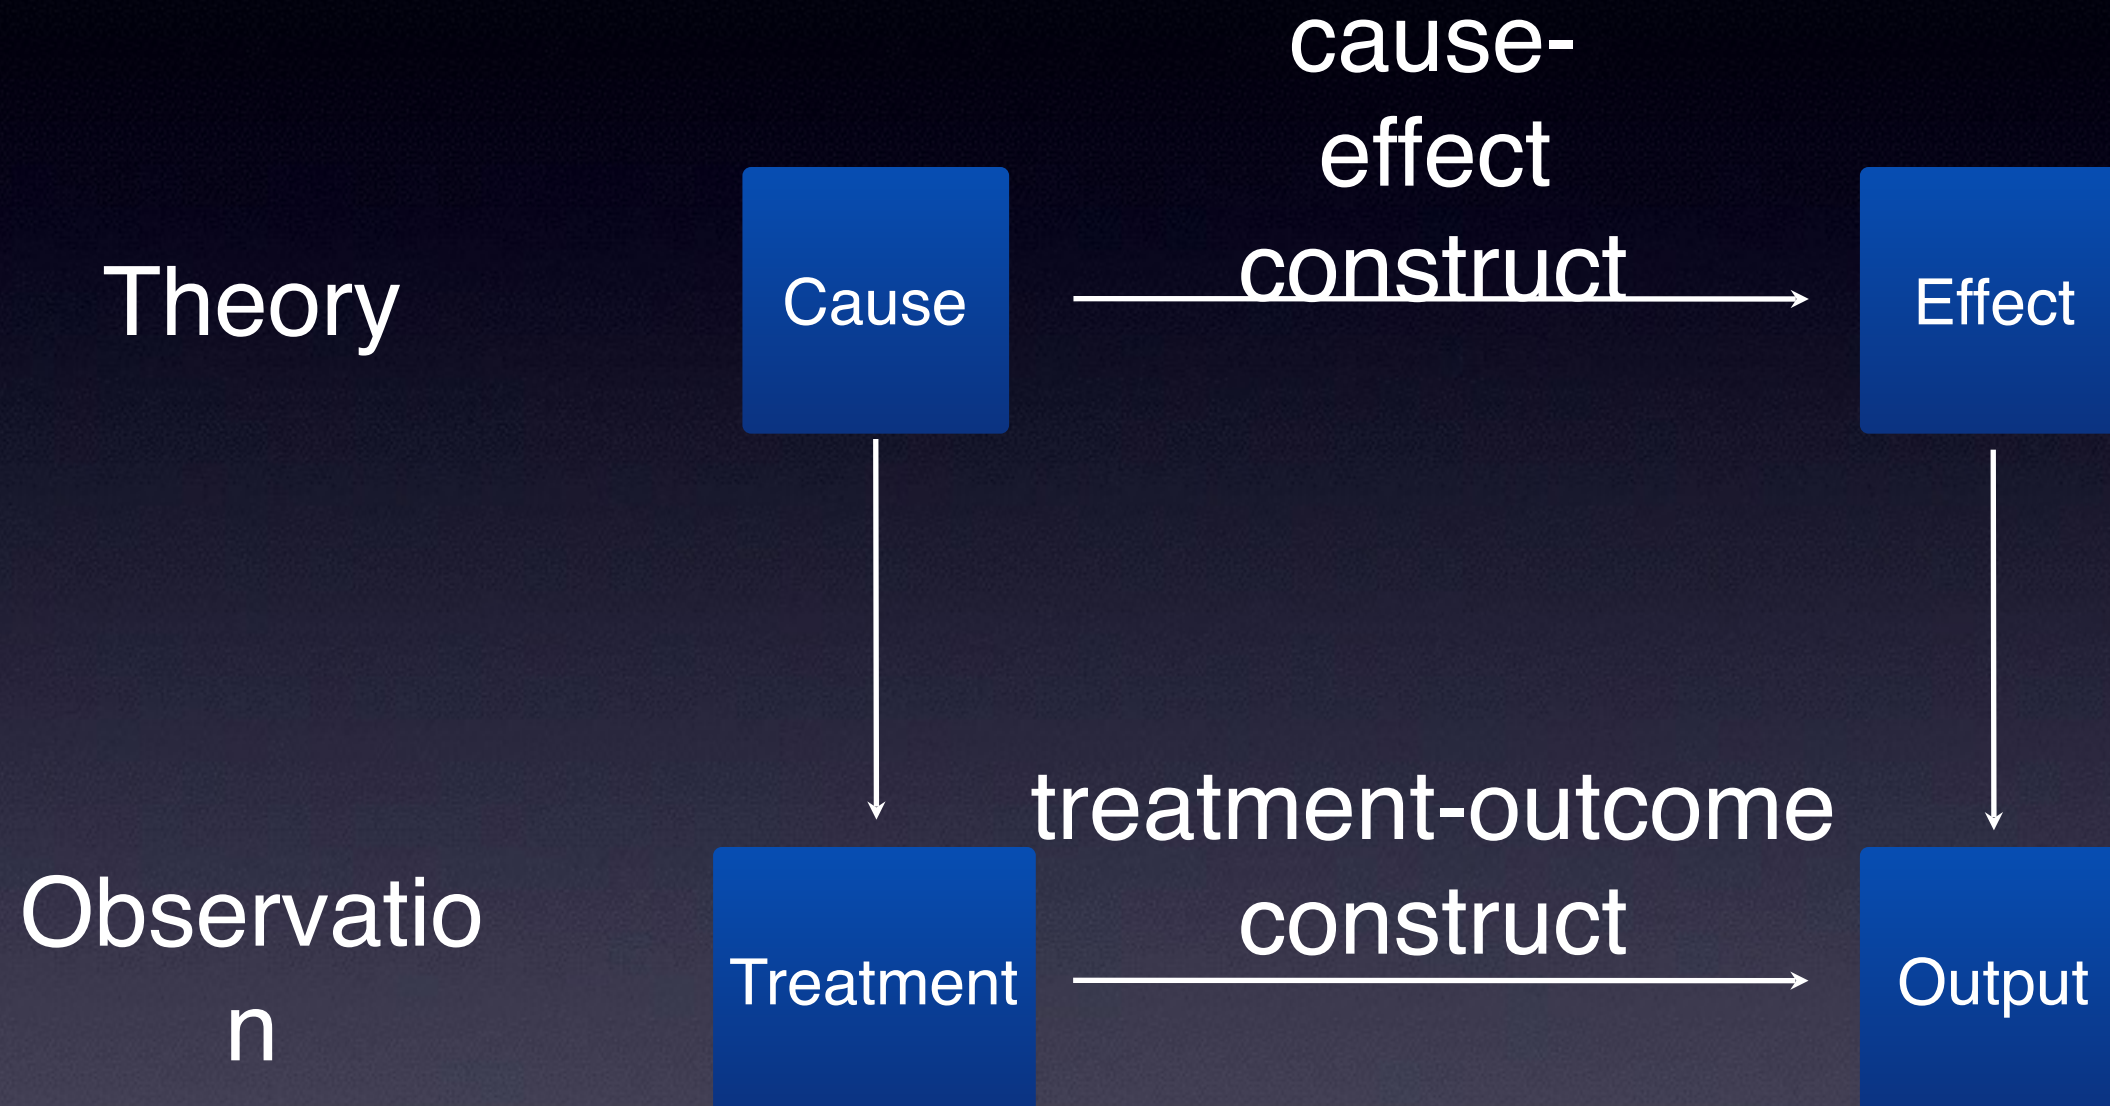 cause-
effect
construct
Theory
Cause
Effect
treatment-outcome
construct
Observatio
n
Treatment
Output